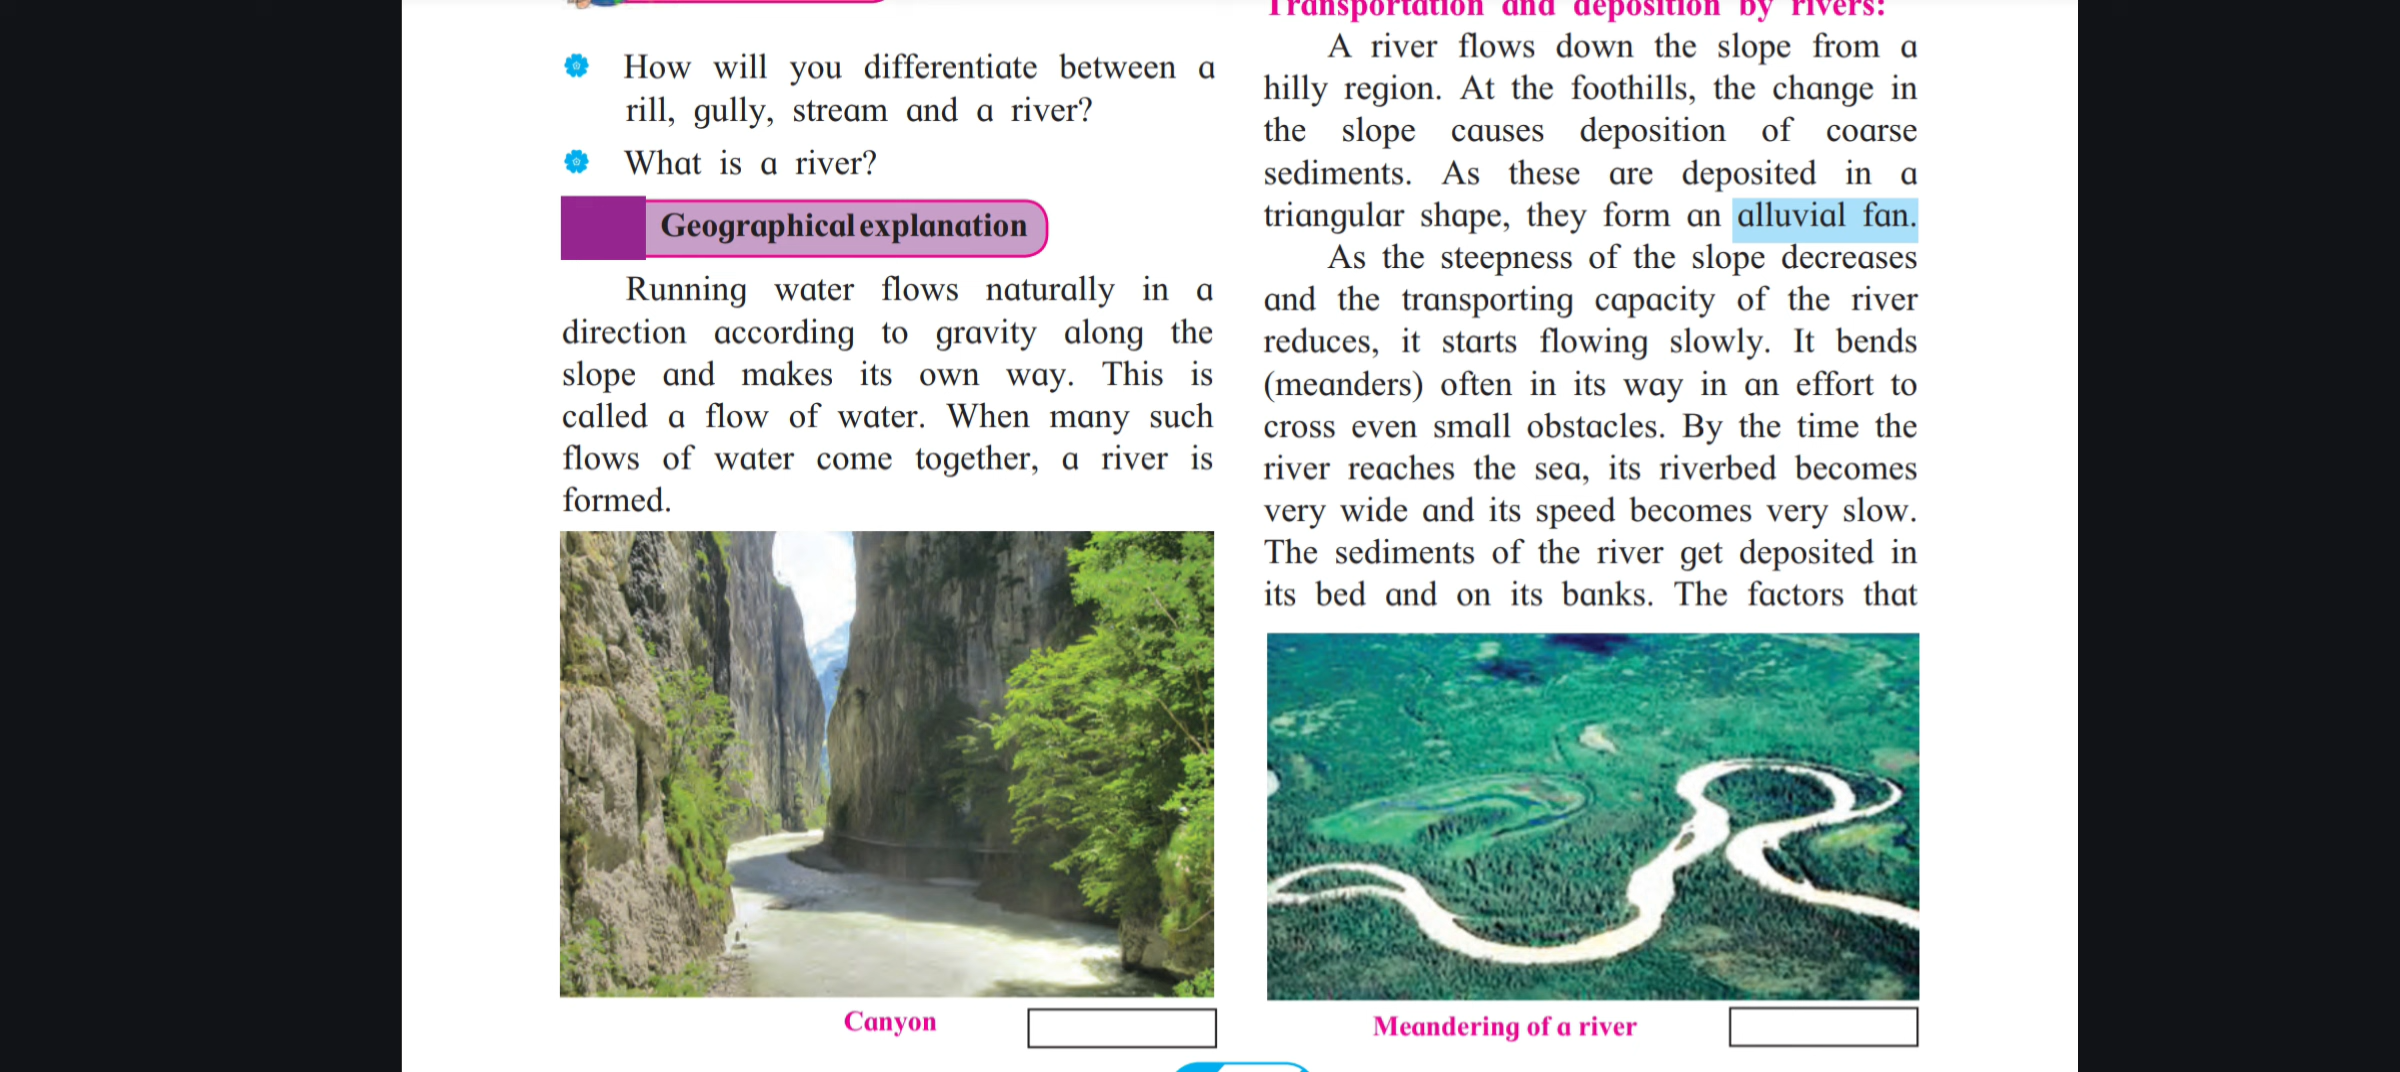 How will you differentiate between a
rill, gully, stream and a river?
What is a river?
Geographical explanation
Running water flows naturally in a
direction according to gravity along the
slope and makes its own way. This is
called a flow of water. When many such
flows of water come together, a river is
formed.
Canyon
Transportation and deposition by rivers:
A river flows down the slope from a
hilly region. At the foothills, the change in
the slope causes deposition of coarse
sediments. As these are deposited in a
triangular shape, they form an alluvial fan.
As the steepness of the slope decreases
and the transporting capacity of the river
reduces, it starts flowing slowly. It bends
(meanders) often in its way in an effort to
cross even small obstacles. By the time the
river reaches the sea, its riverbed becomes
very wide and its speed becomes very slow.
The sediments of the river get deposited in
its bed and on its banks. The factors that
Meandering of a river